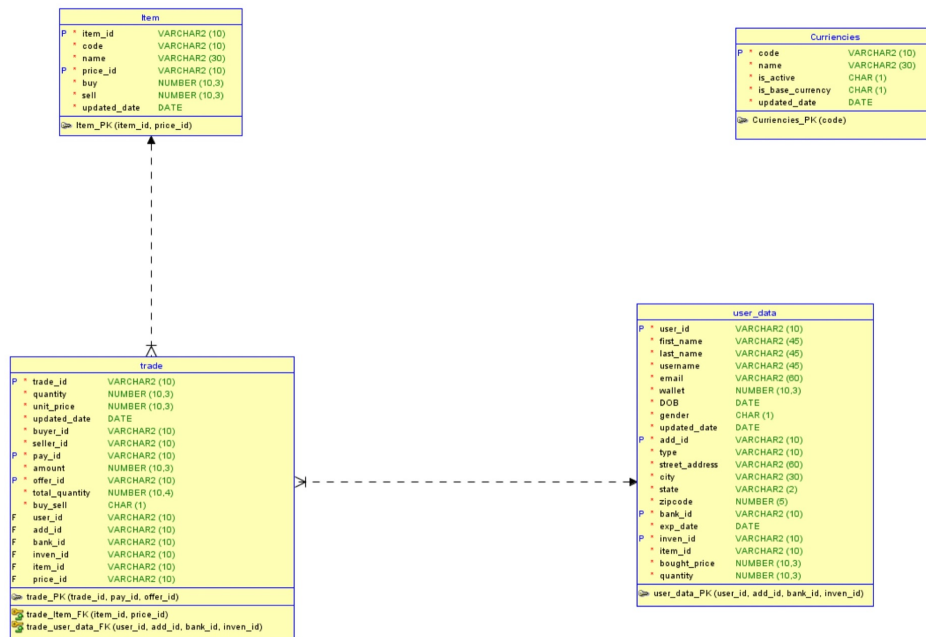 Item
P * item_id VARCHAR2 (10)
* code VARCHAR2 (10)
* name VARCHAR2 (30)
P * price_id VARCHAR2 (10)
* buy NUMBER (10,3)
* sell NUMBER (10,3)
* updated_date DATE
Item_PK (item_id, price_id)
Curriencies
P * code VARCHAR2 (10)
* name VARCHAR2 (30)
* is_active CHAR (1)
* is_base_currency CHAR (1)
* updated_date DATE
Curriencies_PK (code)
trade
P * trade_id VARCHAR2 (10)
* quantity NUMBER (10,3)
* unit_price NUMBER (10,3)
* updated_date DATE
* buyer_id VARCHAR2 (10)
* seller_id VARCHAR2 (10)
P * pay_id VARCHAR2 (10)
* amount NUMBER (10,3)
P * offer_id VARCHAR2 (10)
* total_quantity NUMBER (10,4)
* buy_sell CHAR (1)
F user_id VARCHAR2 (10)
F add_id VARCHAR2 (10)
F bank_id VARCHAR2 (10)
F inven_id VARCHAR2 (10)
F item_id VARCHAR2 (10)
F price_id VARCHAR2 (10)
trade_PK (trade_id, pay_id, offer_id)
trade_Item_FK (item_id, price_id)
trade_user_data_FK (user_id, add_id, bank_id, inven_id)
user_data
P * user_id VARCHAR2 (10)
* first_name VARCHAR2 (45)
* last_name VARCHAR2 (45)
* username VARCHAR2 (45)
* email VARCHAR2 (60)
* wallet NUMBER (10,3)
* DOB DATE
* gender CHAR (1)
* updated_date DATE
P * add_id VARCHAR2 (10)
* type VARCHAR2 (10)
* street_address VARCHAR2 (60)
* city VARCHAR2 (30)
* state VARCHAR2 (2)
* zipcode NUMBER (5)
P * bank_id VARCHAR2 (10)
* exp_date DATE
P * inven_id VARCHAR2 (10)
* item_id VARCHAR2 (10)
* bought_price NUMBER (10,3)
* quantity NUMBER (10,3)
user_data_PK (user_id, add_id, bank_id, inven_id)